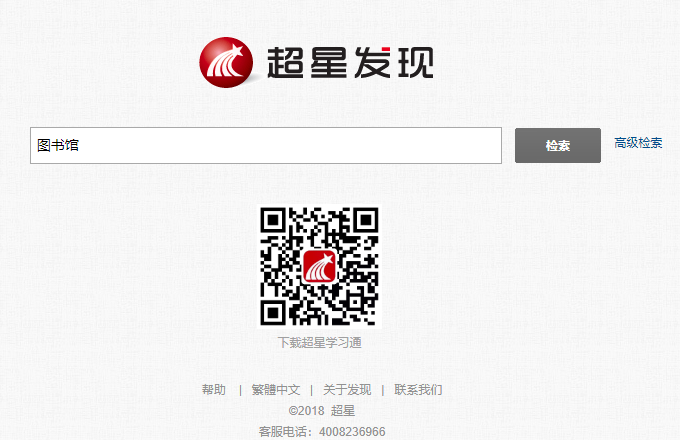 超星发现
图书馆 检索 高级检索
下载超星学习通
帮助 | 繁體中文 | 关于发现 | 联系我们
©2018 超星
客服电话：4008236966